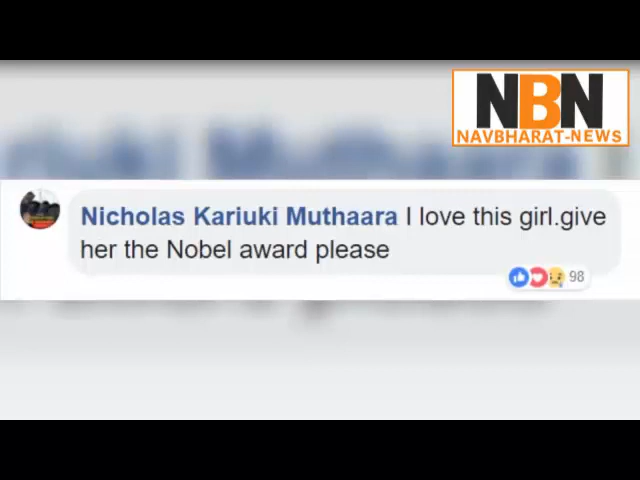 NBN
NAVBHARAT-NEWS
Nicholas Kariuki Muthaara I love this girl.give
her the Nobel award please
98